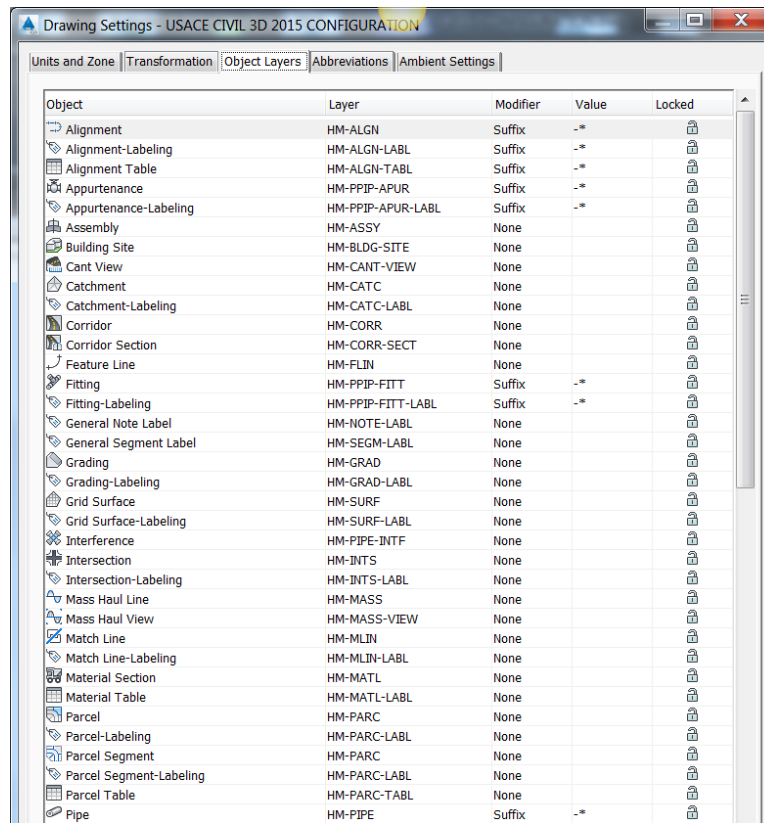 Drawing Settings - USACE CIVIL 3D 2015 CONFIGURATION
Units and Zone Transformation Object Layers Abbreviations Ambient Settings
Object Layer Modifier Value Locked
Alignment HM-ALGN Suffix -*
Alignment-Labeling HM-ALGN-LABL Suffix -*
Alignment Table HM-ALGN-TABL Suffix -*
Appurtenance HM-PPIP-APUR Suffix -*
Appurtenance-Labeling HM-PPIP-APUR-LABL Suffix -*
Assembly HM-ASSY None
Building Site HM-BLDG-SITE None
Cant View HM-CANT-VIEW None
Catchment HM-CATC None
Catchment-Labeling HM-CATC-LABL None
Corridor HM-CORR None
Corridor Section HM-CORR-SECT None
Feature Line HM-FLIN None
Fitting HM-PPIP-FITT Suffix -*
Fitting-Labeling HM-PPIP-FITT-LABL Suffix -*
General Note Label HM-NOTE-LABL None
General Segment Label HM-SEGM-LABL None
Grading HM-GRAD None
Grading-Labeling HM-GRAD-LABL None
Grid Surface HM-SURF None
Grid Surface-Labeling HM-SURF-LABL None
Interference HM-PIPE-INTF None
Intersection HM-INTS None
Intersection-Labeling HM-INTS-LABL None
Mass Haul Line HM-MASS None
Mass Haul View HM-MASS-VIEW None
Match Line HM-MLIN None
Match Line-Labeling HM-MLIN-LABL None
Material Section HM-MATL None
Material Table HM-MATL-LABL None
Parcel HM-PARC None
Parcel-Labeling HM-PARC-LABL None
Parcel Segment HM-PARC None
Parcel Segment-Labeling HM-PARC-LABL None
Parcel Table HM-PARC-TABL None
Pipe HM-PIPE Suffix -*